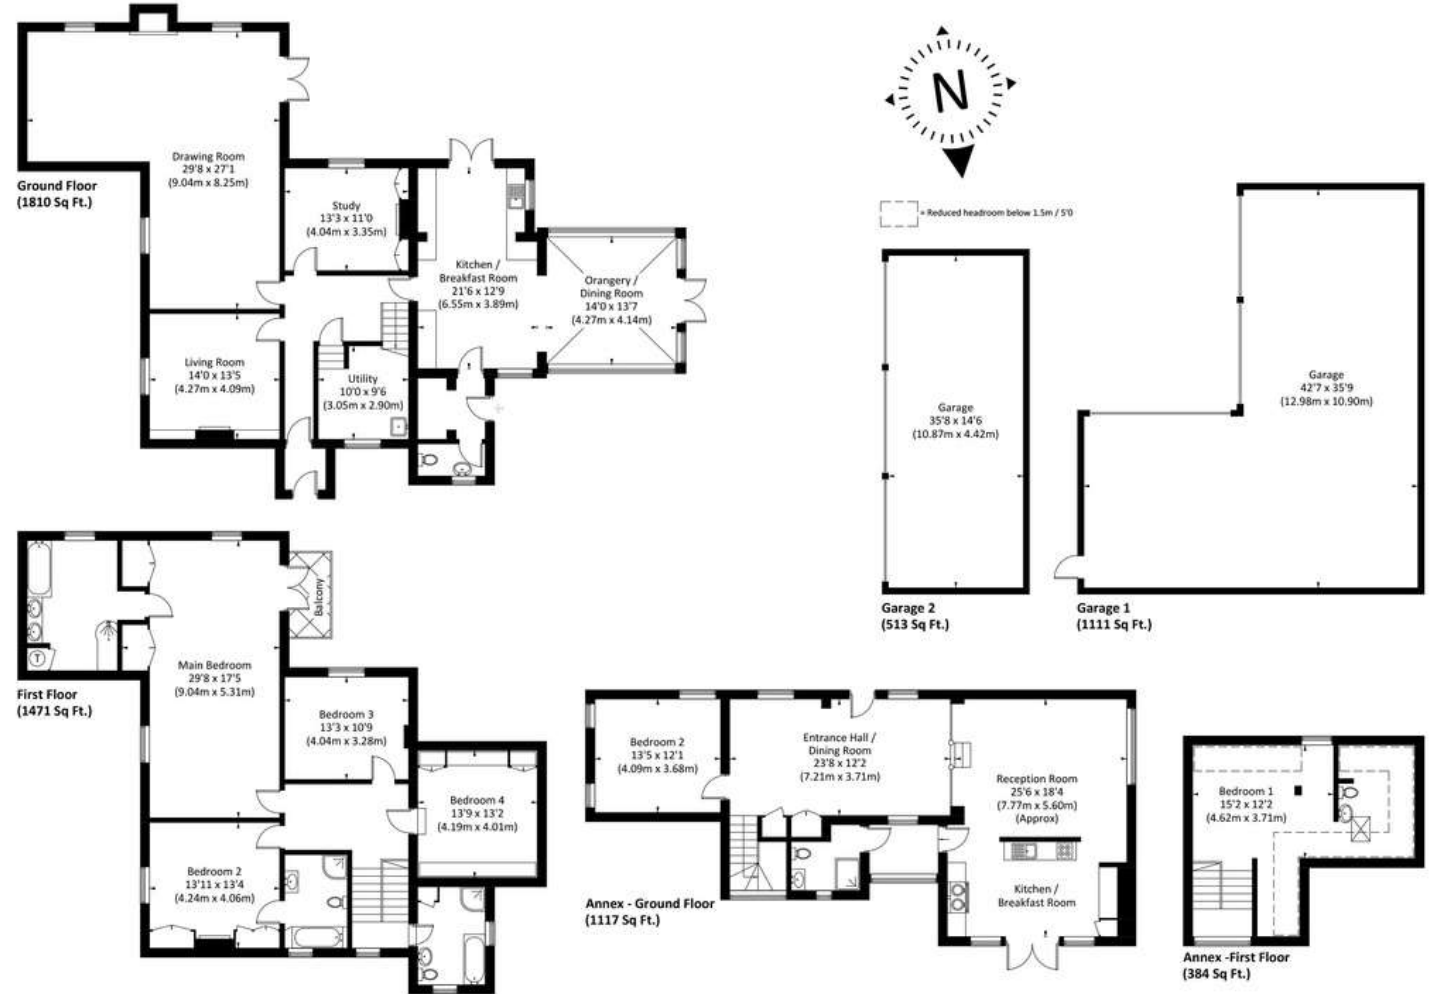 Drawing Room
29'8 x 27'1
(9.04m x 8.25m)
Ground Floor
(1810 Sq Ft.)
Study
13'3 x 11'0
(4.04m x 3.35m)
Kitchen /
Breakfast Room
21'6 x 12'9
(6.55m x 3.89m)
Orangery /
Dining Room
14'0 x 13'7
(4.27m x 4.14m)
Living Room
14'0 x 13'5
(4.27m x 4.09m)
Utility
10'0 x 9'6
(3.05m x 2.90m)
N
= Reduced headroom below 1.5m / 5'0
Garage
35'8 x 14'6
(10.87m x 4.42m)
Garage 2
(513 Sq Ft.)
Garage
42'7 x 35'9
(12.98m x 10.90m)
Garage 1
(1111 Sq Ft.)
Balcony
Main Bedroom
29'8 x 17'5
(9.04m x 5.31m)
T
First Floor
(1471 Sq Ft.)
Bedroom 3
13'3 x 10'9
(4.04m x 3.28m)
Bedroom 4
13'9 x 13'2
(4.19m x 4.01m)
Bedroom 2
13'11 x 13'4
(4.24m x 4.06m)
Bedroom 2
13'5 x 12'1
(4.09m x 3.68m)
Entrance Hall /
Dining Room
23'8 x 12'2
(7.21m x 3.71m)
Reception Room
25'6 x 18'4
(7.77m x 5.60m)
(Approx)
Kitchen /
Breakfast Room
Annex - Ground Floor
(1117 Sq Ft.)
Bedroom 1
15'2 x 12'2
(4.62m x 3.71m)
Annex -First Floor
(384 Sq Ft.)